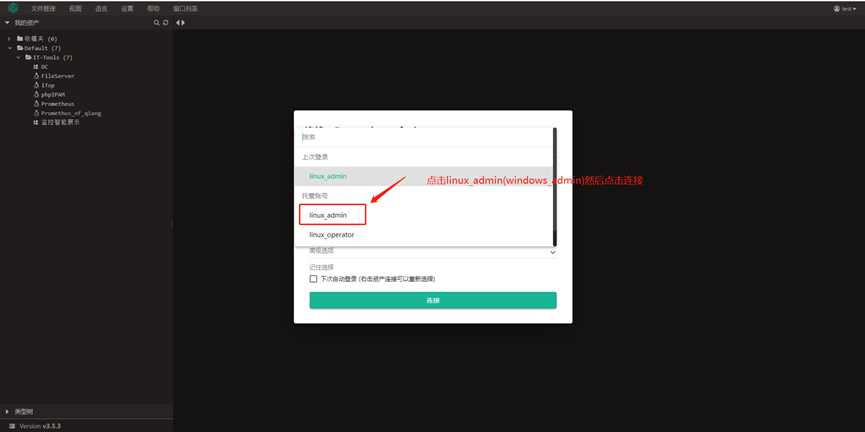 文件管理 视图 语言 设置 帮助 窗口列表 test
我的资产
收藏夹 (0)
Default (7)
IT-Tools (7)
DC
FileServer
iTop
phpIPAM
Prometheus
Promethus_of_qiang
监控智能展示
搜索
上次登录
linux_admin
点击linux_admin(windows_admin)然后点击连接
托管账号
linux_admin
linux_operator
高级选项
记住选择
下次自动登录 (右击资产连接可以重新选择)
连接
类型树
Version v3.5.3